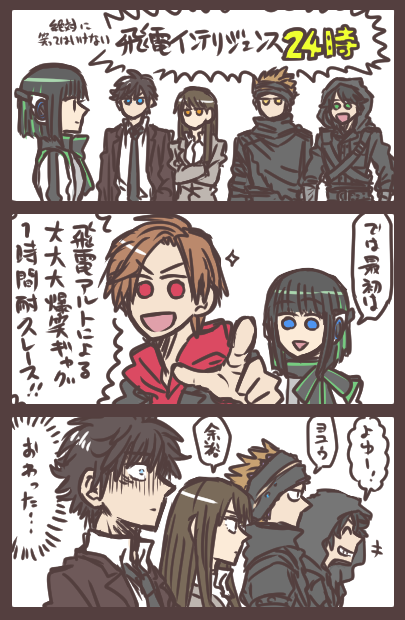 絶対に
笑ってはいけない
飛電インテリジェンス24時
では最初は
飛電アルトによる
大大大爆笑ギャグ
1時間耐久レース!!
よゆー!
ヨユウ
余裕
おわった…